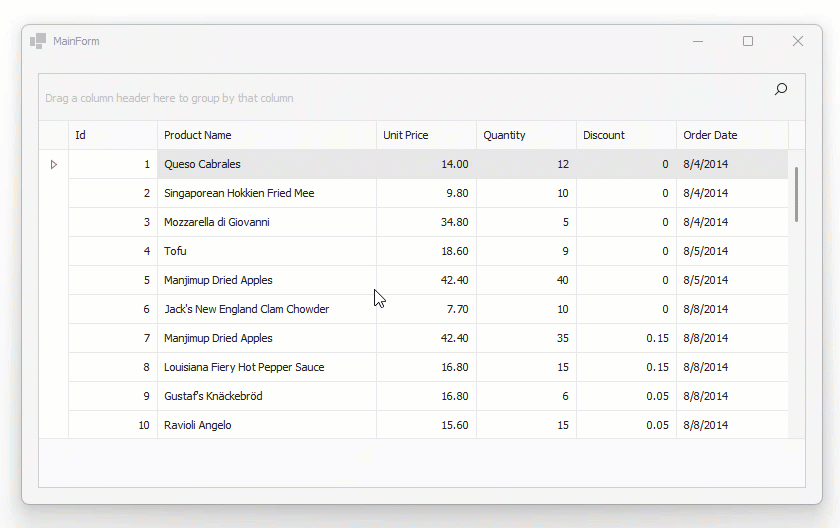 MainForm
Drag a column header here to group by that column
Id Product Name Unit Price Quantity Discount Order Date
1 Queso Cabrales 14.00 12 0 8/4/2014
2 Singaporean Hokkien Fried Mee 9.80 10 0 8/4/2014
3 Mozzarella di Giovanni 34.80 5 0 8/4/2014
4 Tofu 18.60 9 0 8/5/2014
5 Manjimup Dried Apples 42.40 40 0 8/5/2014
6 Jack's New England Clam Chowder 7.70 10 0 8/8/2014
7 Manjimup Dried Apples 42.40 35 0.15 8/8/2014
8 Louisiana Fiery Hot Pepper Sauce 16.80 15 0.15 8/8/2014
9 Gustaf's Knäckebröd 16.80 6 0.05 8/8/2014
10 Ravioli Angelo 15.60 15 0.05 8/8/2014